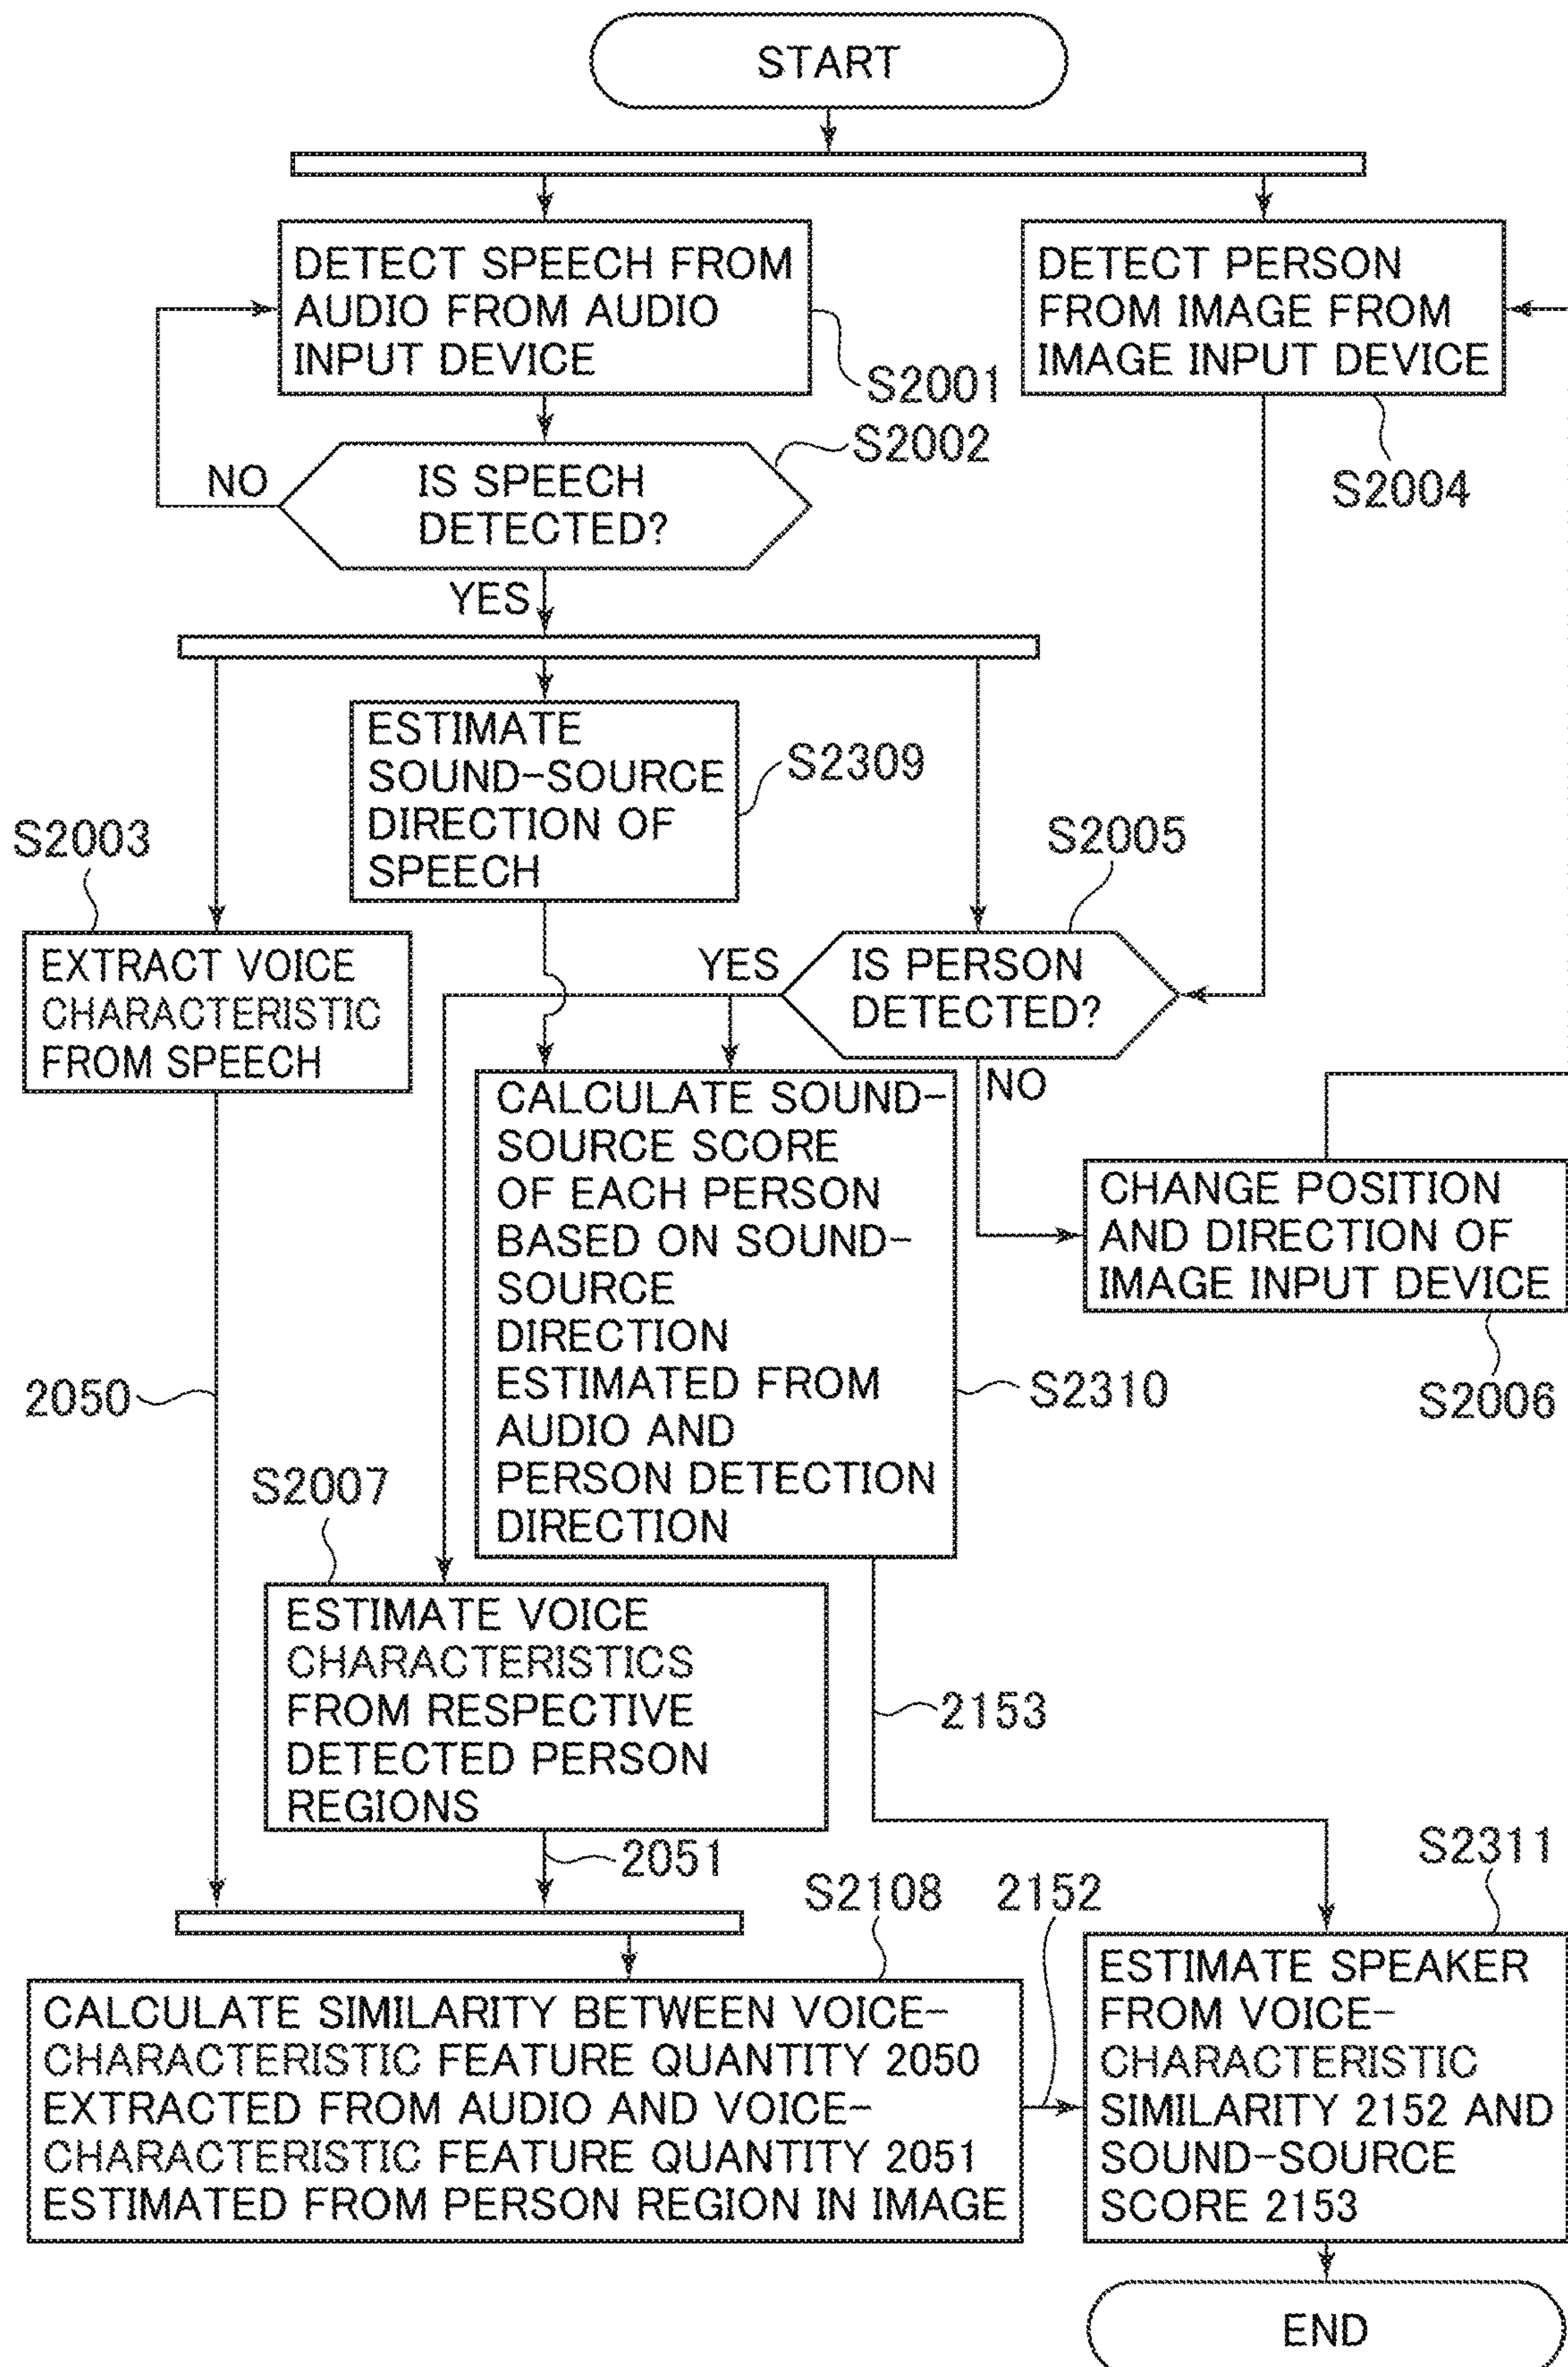 START
DETECT SPEECH FROM
AUDIO FROM AUDIO
INPUT DEVICE
S2001
DETECT PERSON
FROM IMAGE FROM
IMAGE INPUT DEVICE
S2004
S2002
NO
IS SPEECH
DETECTED?
YES
ESTIMATE
SOUND-SOURCE
DIRECTION OF
SPEECH
S2309
S2003
EXTRACT VOICE
CHARACTERISTIC
FROM SPEECH
S2005
YES
IS PERSON
DETECTED?
NO
CALCULATE SOUND-
SOURCE SCORE
OF EACH PERSON
BASED ON SOUND-
SOURCE
DIRECTION
ESTIMATED FROM
AUDIO AND
PERSON DETECTION
DIRECTION
S2310
CHANGE POSITION
AND DIRECTION OF
IMAGE INPUT DEVICE
S2006
2050
S2007
ESTIMATE VOICE
CHARACTERISTICS
FROM RESPECTIVE
DETECTED PERSON
REGIONS
2153
2051
S2108
2152
S2311
CALCULATE SIMILARITY BETWEEN VOICE-
CHARACTERISTIC FEATURE QUANTITY 2050
EXTRACTED FROM AUDIO AND VOICE-
CHARACTERISTIC FEATURE QUANTITY 2051
ESTIMATED FROM PERSON REGION IN IMAGE
ESTIMATE SPEAKER
FROM VOICE-
CHARACTERISTIC
SIMILARITY 2152 AND
SOUND-SOURCE
SCORE 2153
END